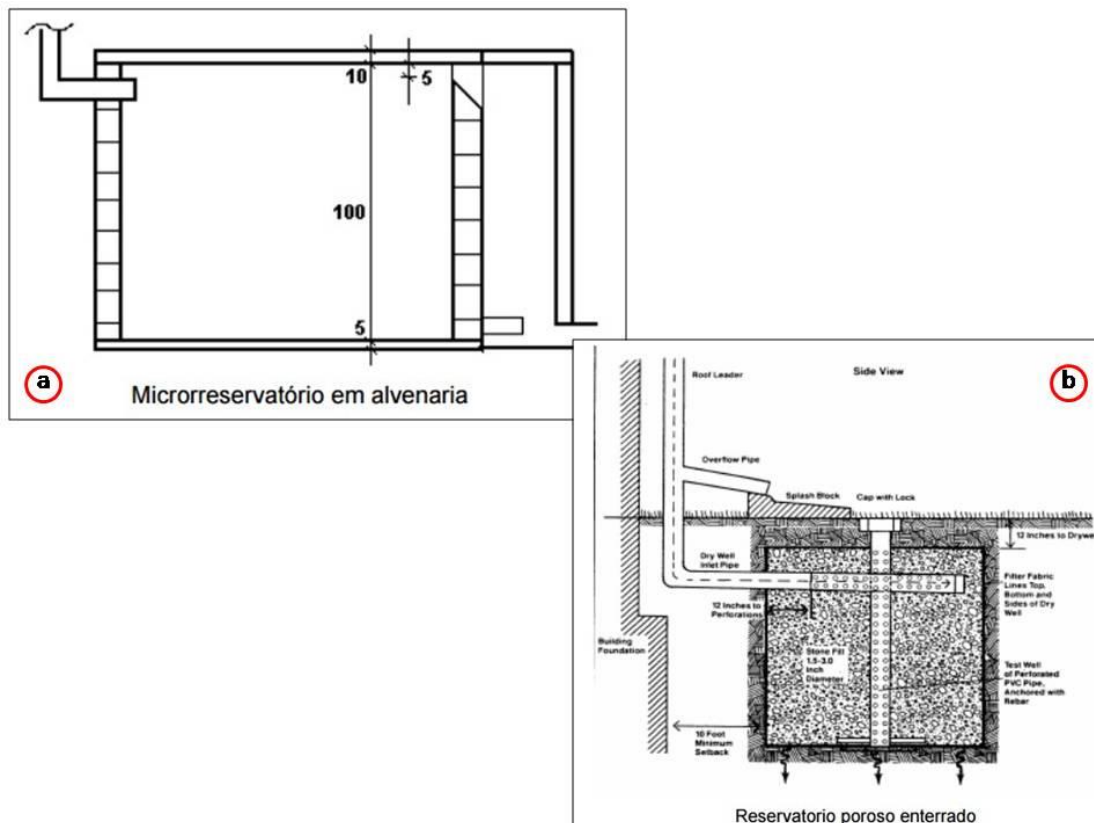 10
5
100
5
a
Microrreservatório em alvenaria
Roof Leader
Side View
b
Overflow Pipe
Splash Block
Cap with Lock
12 Inches to Drywe
Dry Well
Inlet Pipe
Filter Fabric
Lines Top,
Bottom and
Sides of Dry
Well
12 Inches to
Perforations
Building
Foundation
Stone Fill
1.5-3.0
Inch
Diameter
Test Well
of Perforated
PVC Pipe,
Anchored with
Rebar
10 Foot
Minimum
Setback
Reservatorio poroso enterrado